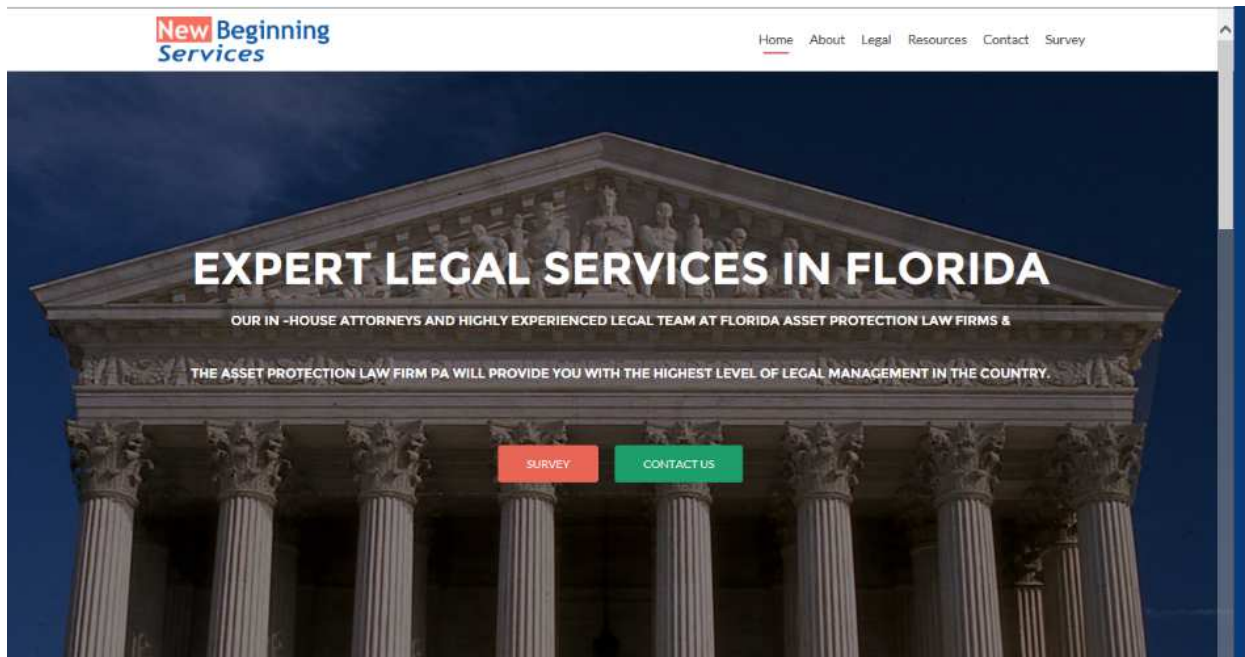 New Beginning
Services
Home About Legal Resources Contact Survey
EXPERT LEGAL SERVICES IN FLORIDA
OUR IN -HOUSE ATTORNEYS AND HIGHLY EXPERIENCED LEGAL TEAM AT FLORIDA ASSET PROTECTION LAW FIRMS &
THE ASSET PROTECTION LAW FIRM PA WILL PROVIDE YOU WITH THE HIGHEST LEVEL OF LEGAL MANAGEMENT IN THE COUNTRY.
SURVEY CONTACT US